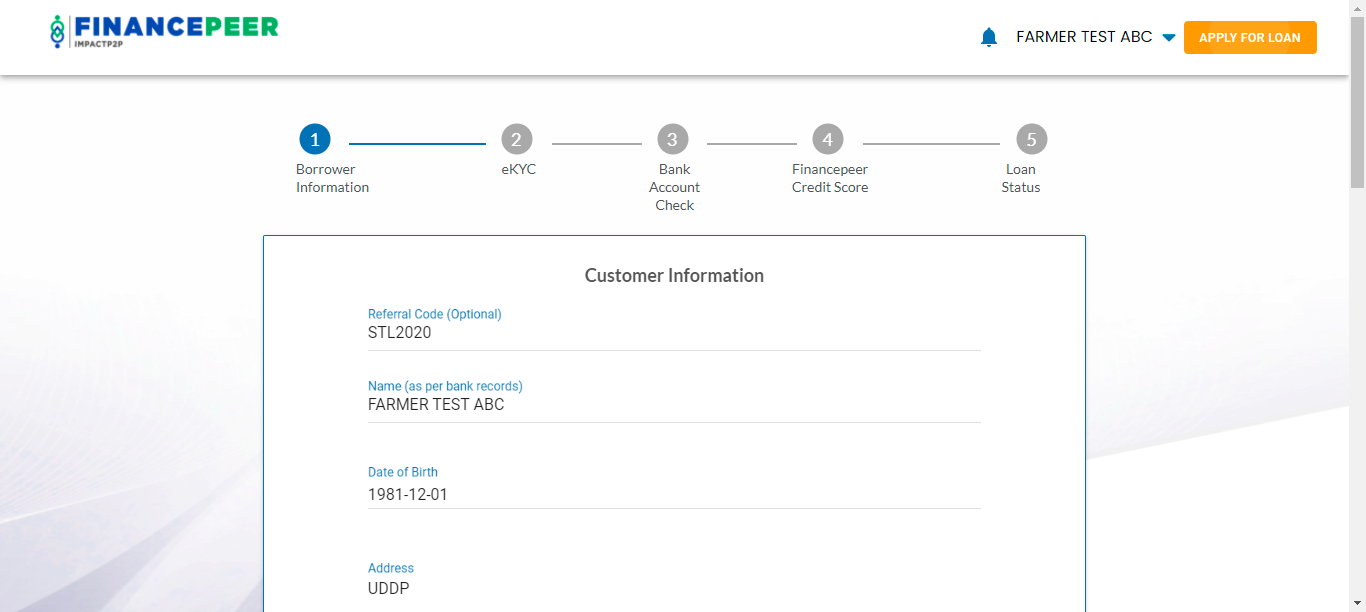 FINANCEPEER
IMPACTP2P
FARMER TEST ABC
APPLY FOR LOAN
1
Borrower
Information
2
eKYC
3
Bank
Account
Check
4
Financepeer
Credit Score
5
Loan
Status
Customer Information
Referral Code (Optional)
STL2020
Name (as per bank records)
FARMER TEST ABC
Date of Birth
1981-12-01
Address
UDDP